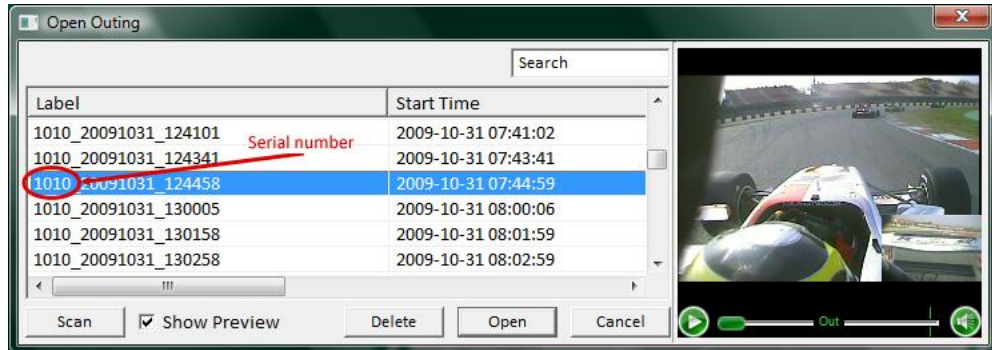 Open Outing
Search
Label Start Time
1010_20091031_124101 2009-10-31 07:41:02
Serial number
1010_20091031_124341 2009-10-31 07:43:41
1010_20091031_124458 2009-10-31 07:44:59
1010_20091031_130005 2009-10-31 08:00:06
1010_20091031_130158 2009-10-31 08:01:59
1010_20091031_130258 2009-10-31 08:02:59
Scan Show Preview Delete Open Cancel
Out